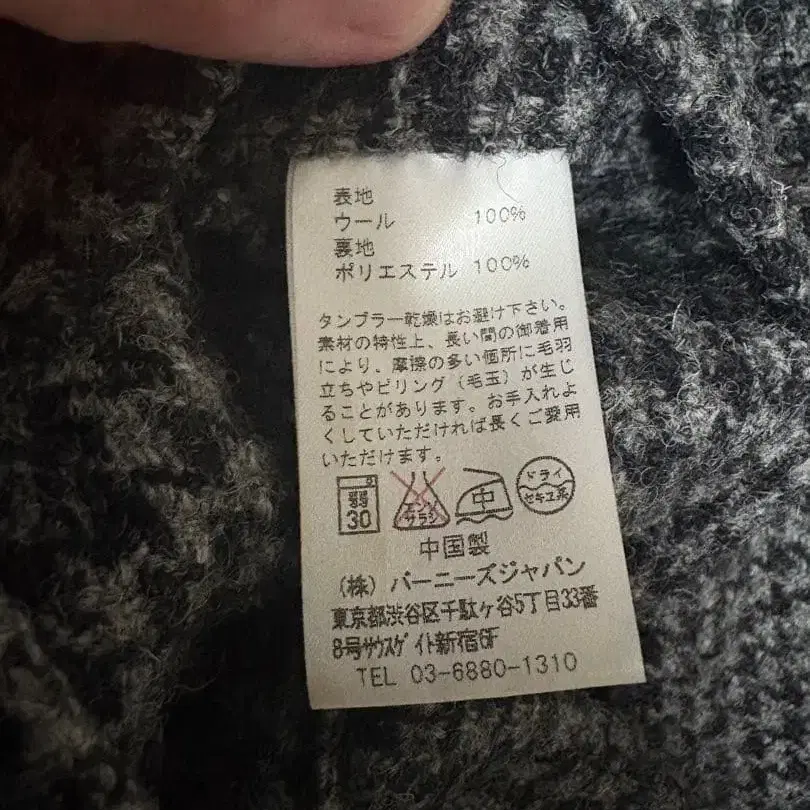 表地
ウール 100%
裏地
ポリエステル 100%
タンブラー乾燥はお避け下さい。
素材の特性上、長い間の御着用
により、摩擦の多い個所に毛羽
立ちやピリング（毛玉）が生じ
ることがあります。お手入れよ
くしていただければ長くご愛用
いただけます。
弱 30 エンソ サラシ 中 ドライ セキユ系
中国製
（株）バーニーズジャパン
東京都渋谷区千駄ヶ谷5丁目33番
8号ｻｳｽｹﾞｲﾄ新宿6F
TEL 03-6880-1310